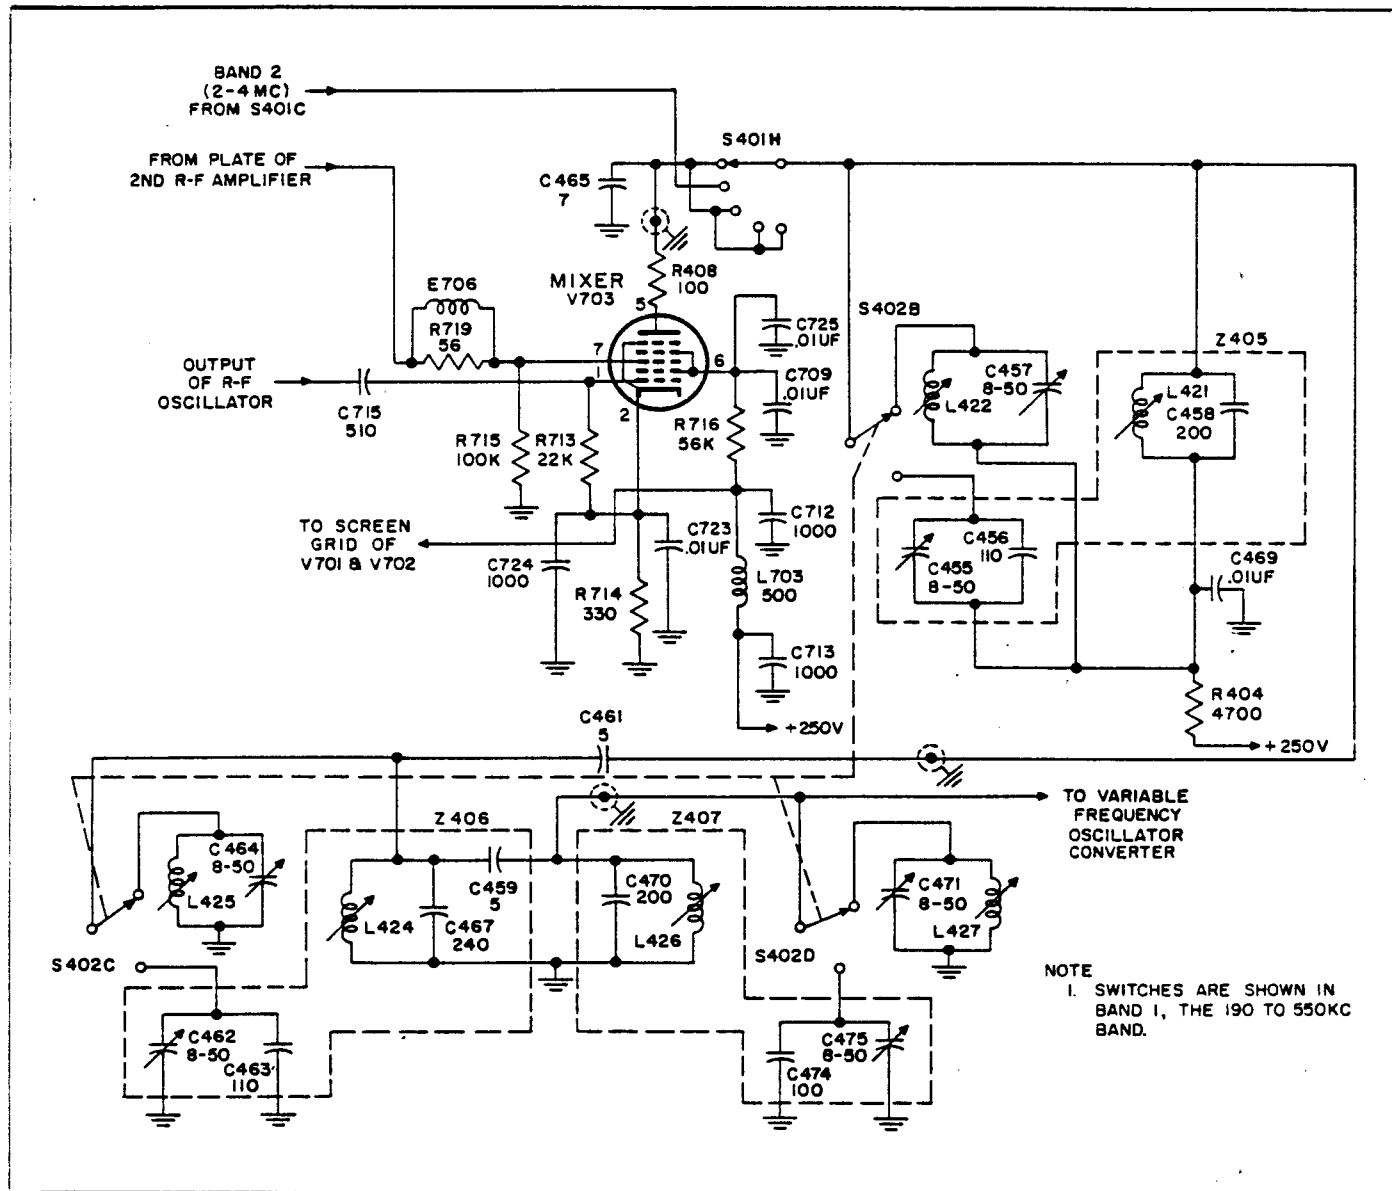 BAND 2
(2-4 MC)
FROM S401C
FROM PLATE OF
2ND R-F AMPLIFIER
S401H
C465
7
MIXER
V703
R408
100
5
E706
R719
56
7
1
6
2
C725
.01UF
C709
.01UF
OUTPUT
OF R-F
OSCILLATOR
C715
510
R715
100K
R713
22K
R716
56K
S402B
C457
8-50
L422
Z405
L421
C458
200
TO SCREEN
GRID OF
V701 & V702
C724
1000
C723
.01UF
C712
1000
R714
330
L703
500
C713
1000
+250V
C456
110
C455
8-50
C469
.01UF
R404
4700
+250V
C461
5
TO VARIABLE
FREQUENCY
OSCILLATOR
CONVERTER
Z406
Z407
C464
8-50
L425
S402C
L424
C459
5
C467
240
C470
200
L426
C471
8-50
L427
S402D
C462
8-50
C463
110
C475
8-50
C474
100
NOTE
1. SWITCHES ARE SHOWN IN
BAND 1, THE 190 TO 550KC
BAND.